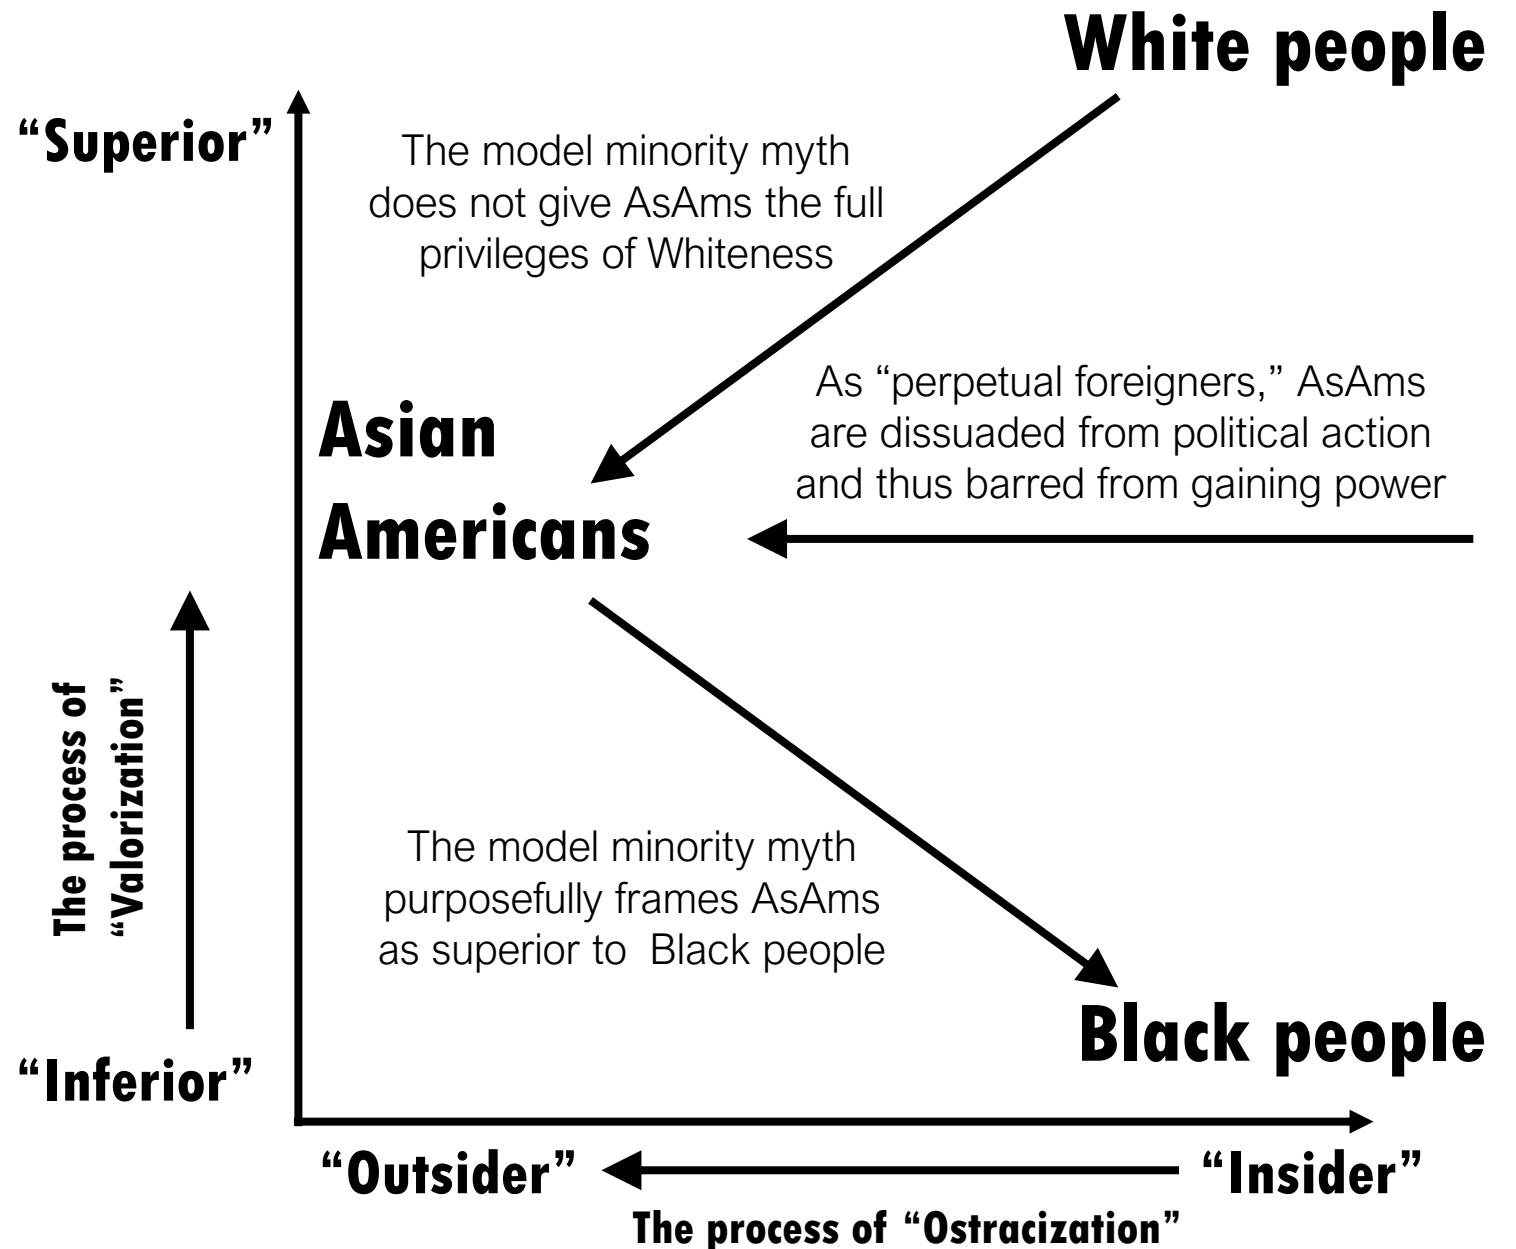 White people
“Superior”
The model minority myth
does not give AsAms the full
privileges of Whiteness
As “perpetual foreigners,” AsAms
are dissuaded from political action
and thus barred from gaining power
Asian
Americans
The process of
“Valorization”
The model minority myth
purposefully frames AsAms
as superior to  Black people
Black people
“Inferior”
“Outsider”
“Insider”
The process of “Ostracization”